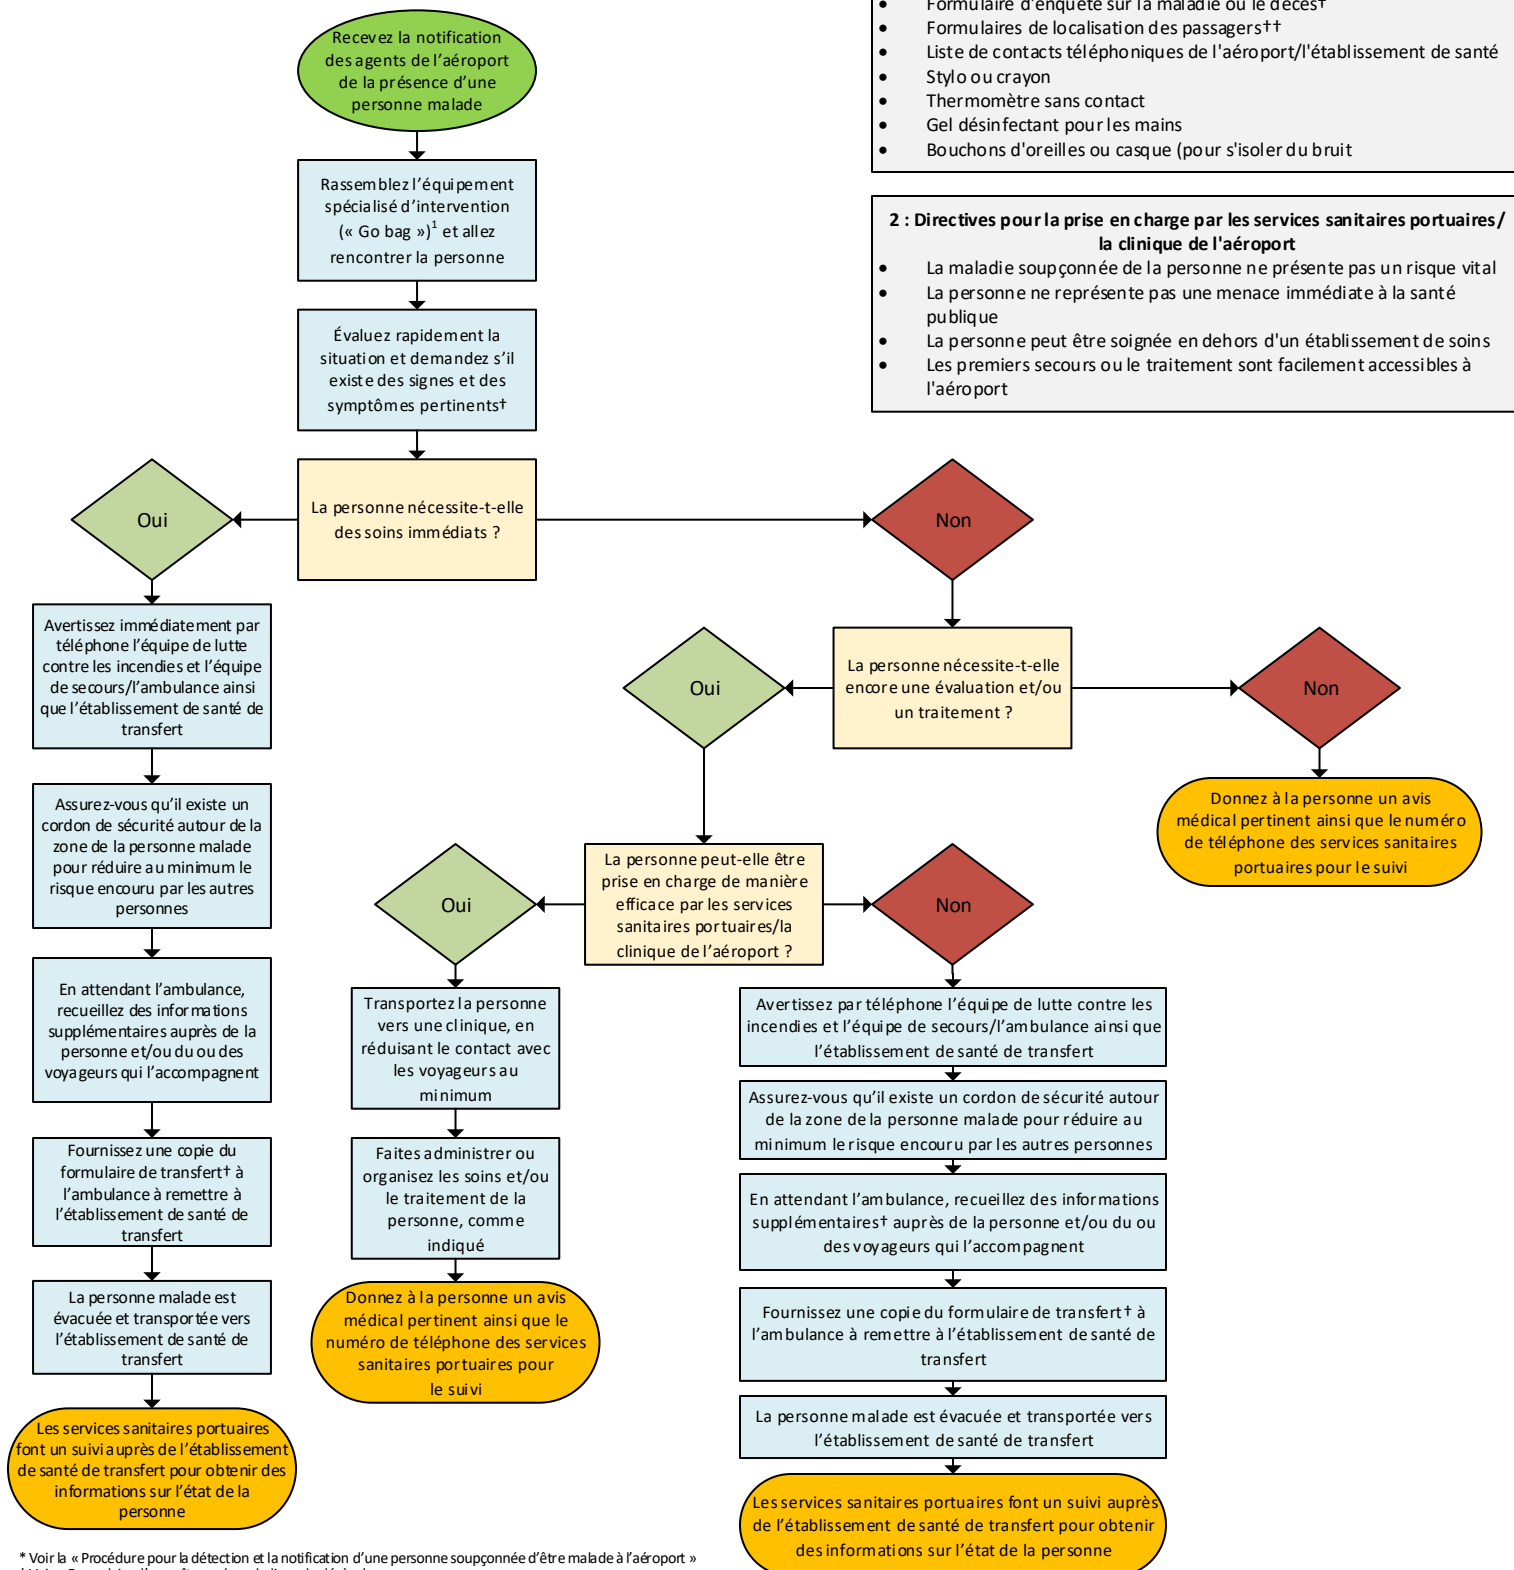 Recevez la notification
des agents de l'aéroport
de la présence d'une
personne malade
Rassemblez l'équipement
spécialisé d'intervention
(« Go bag »)¹ et allez
rencontrer la personne
Évaluez rapidement la
situation et demandez s'il
existe des signes et des
symptômes pertinents†
La personne nécessite-t-elle
des soins immédiats ?
• Formulaire d'enquête sur la maladie ou le décès†
• Formulaires de localisation des passagers††
• Liste de contacts téléphoniques de l'aéroport/l'établissement de santé
• Stylo ou crayon
• Thermomètre sans contact
• Gel désinfectant pour les mains
• Bouchons d'oreilles ou casque (pour s'isoler du bruit
2 : Directives pour la prise en charge par les services sanitaires portuaires/
la clinique de l'aéroport
• La maladie soupçonnée de la personne ne présente pas un risque vital
• La personne ne représente pas une menace immédiate à la santé
publique
• La personne peut être soignée en dehors d'un établissement de soins
• Les premiers secours ou le traitement sont facilement accessibles à
l'aéroport
Oui
Non
Avertissez immédiatement par
téléphone l'équipe de lutte
contre les incendies et l'équipe
de secours/l'ambulance ainsi
que l'établissement de santé de
transfert
Assurez-vous qu'il existe un
cordon de sécurité autour de la
zone de la personne malade
pour réduire au minimum le
risque encouru par les autres
personnes
En attendant l'ambulance,
recueillez des informations
supplémentaires auprès de la
personne et/ou du ou des
voyageurs qui l'accompagnent
Fournissez une copie du
formulaire de transfert† à
l'ambulance à remettre à
l'établissement de santé de
transfert
La personne malade est
évacuée et transportée vers
l'établissement de santé de
transfert
Les services sanitaires portuaires
font un suivi auprès de l'établissement
de santé de transfert pour obtenir des
informations sur l'état de la
personne
La personne nécessite-t-elle
encore une évaluation et/ou
un traitement ?
Oui
Non
Donnez à la personne un avis
médical pertinent ainsi que le numéro
de téléphone des services sanitaires
portuaires pour le suivi
La personne peut-elle être
prise en charge de manière
efficace par les services
sanitaires portuaires/la
clinique de l'aéroport ?
Oui
Non
Transportez la personne
vers une clinique, en
réduisant le contact avec
les voyageurs au
minimum
Faites administrer ou
organisez les soins et/ou
le traitement de la
personne, comme
indiqué
Donnez à la personne un avis
médical pertinent ainsi que le
numéro de téléphone des services
sanitaires portuaires pour
le suivi
Avertissez par téléphone l'équipe de lutte contre les
incendies et l'équipe de secours/l'ambulance ainsi que
l'établissement de santé de transfert
Assurez-vous qu'il existe un cordon de sécurité autour
de la zone de la personne malade pour réduire au
minimum le risque encouru par les autres personnes
En attendant l'ambulance, recueillez des informations
supplémentaires† auprès de la personne et/ou du ou
des voyageurs qui l'accompagnent
Fournissez une copie du formulaire de transfert† à
l'ambulance à remettre à l'établissement de santé de
transfert
La personne malade est évacuée et transportée vers
l'établissement de santé de transfert
Les services sanitaires portuaires font un suivi auprès
de l'établissement de santé de transfert pour obtenir
des informations sur l'état de la personne
* Voir la « Procédure pour la détection et la notification d'une personne soupçonnée d'être malade à l'aéroport »